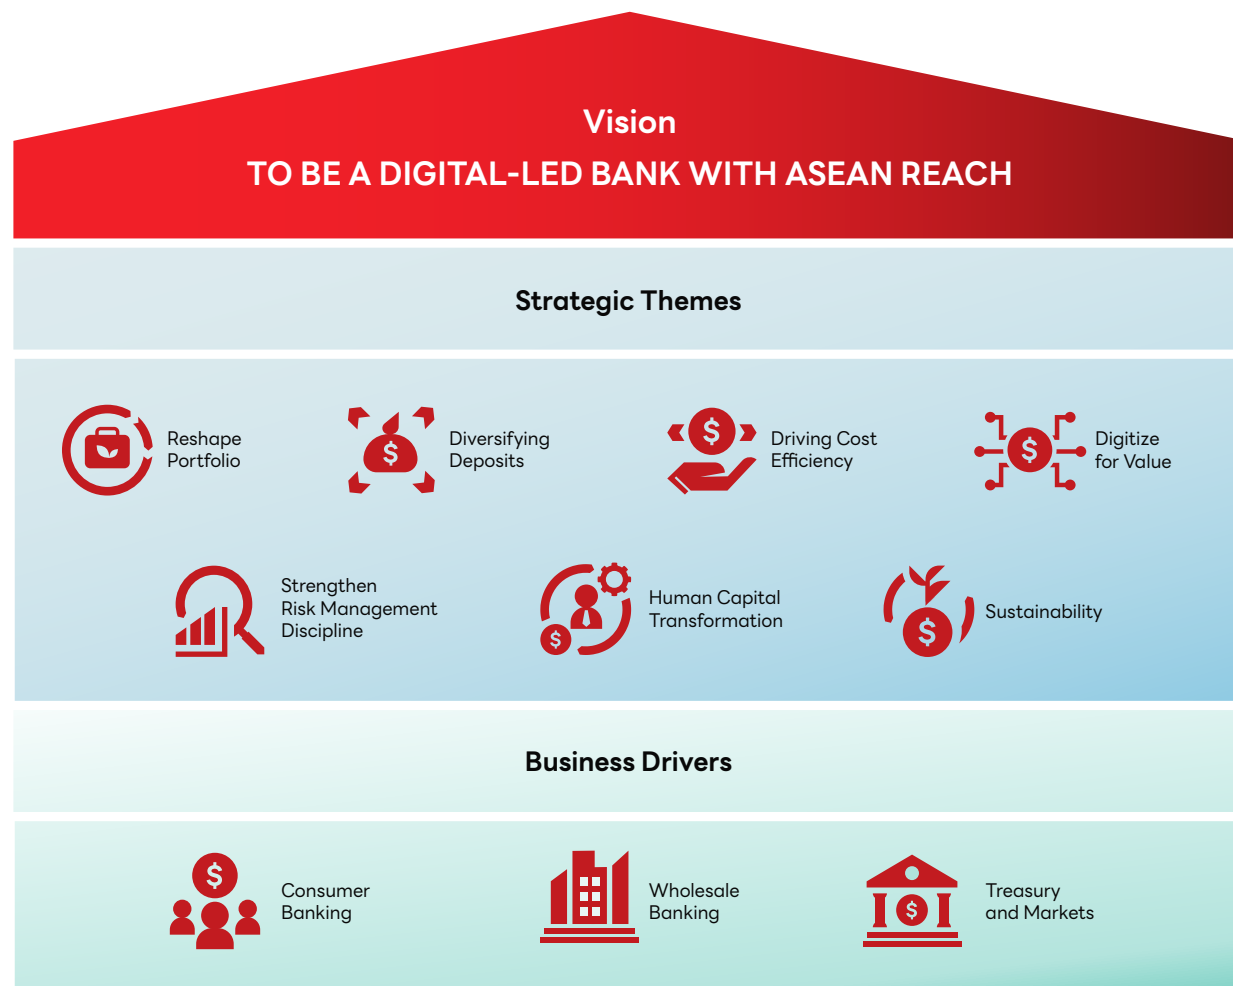 Vision
TO BE A DIGITAL-LED BANK WITH ASEAN REACH
Strategic Themes
Reshape
Portfolio
Diversifying
Deposits
Driving Cost
Efficiency
Digitize
for Value
Strengthen
Risk Management
Discipline
Human Capital
Transformation
Sustainability
Business Drivers
Consumer
Banking
Wholesale
Banking
Treasury
and Markets